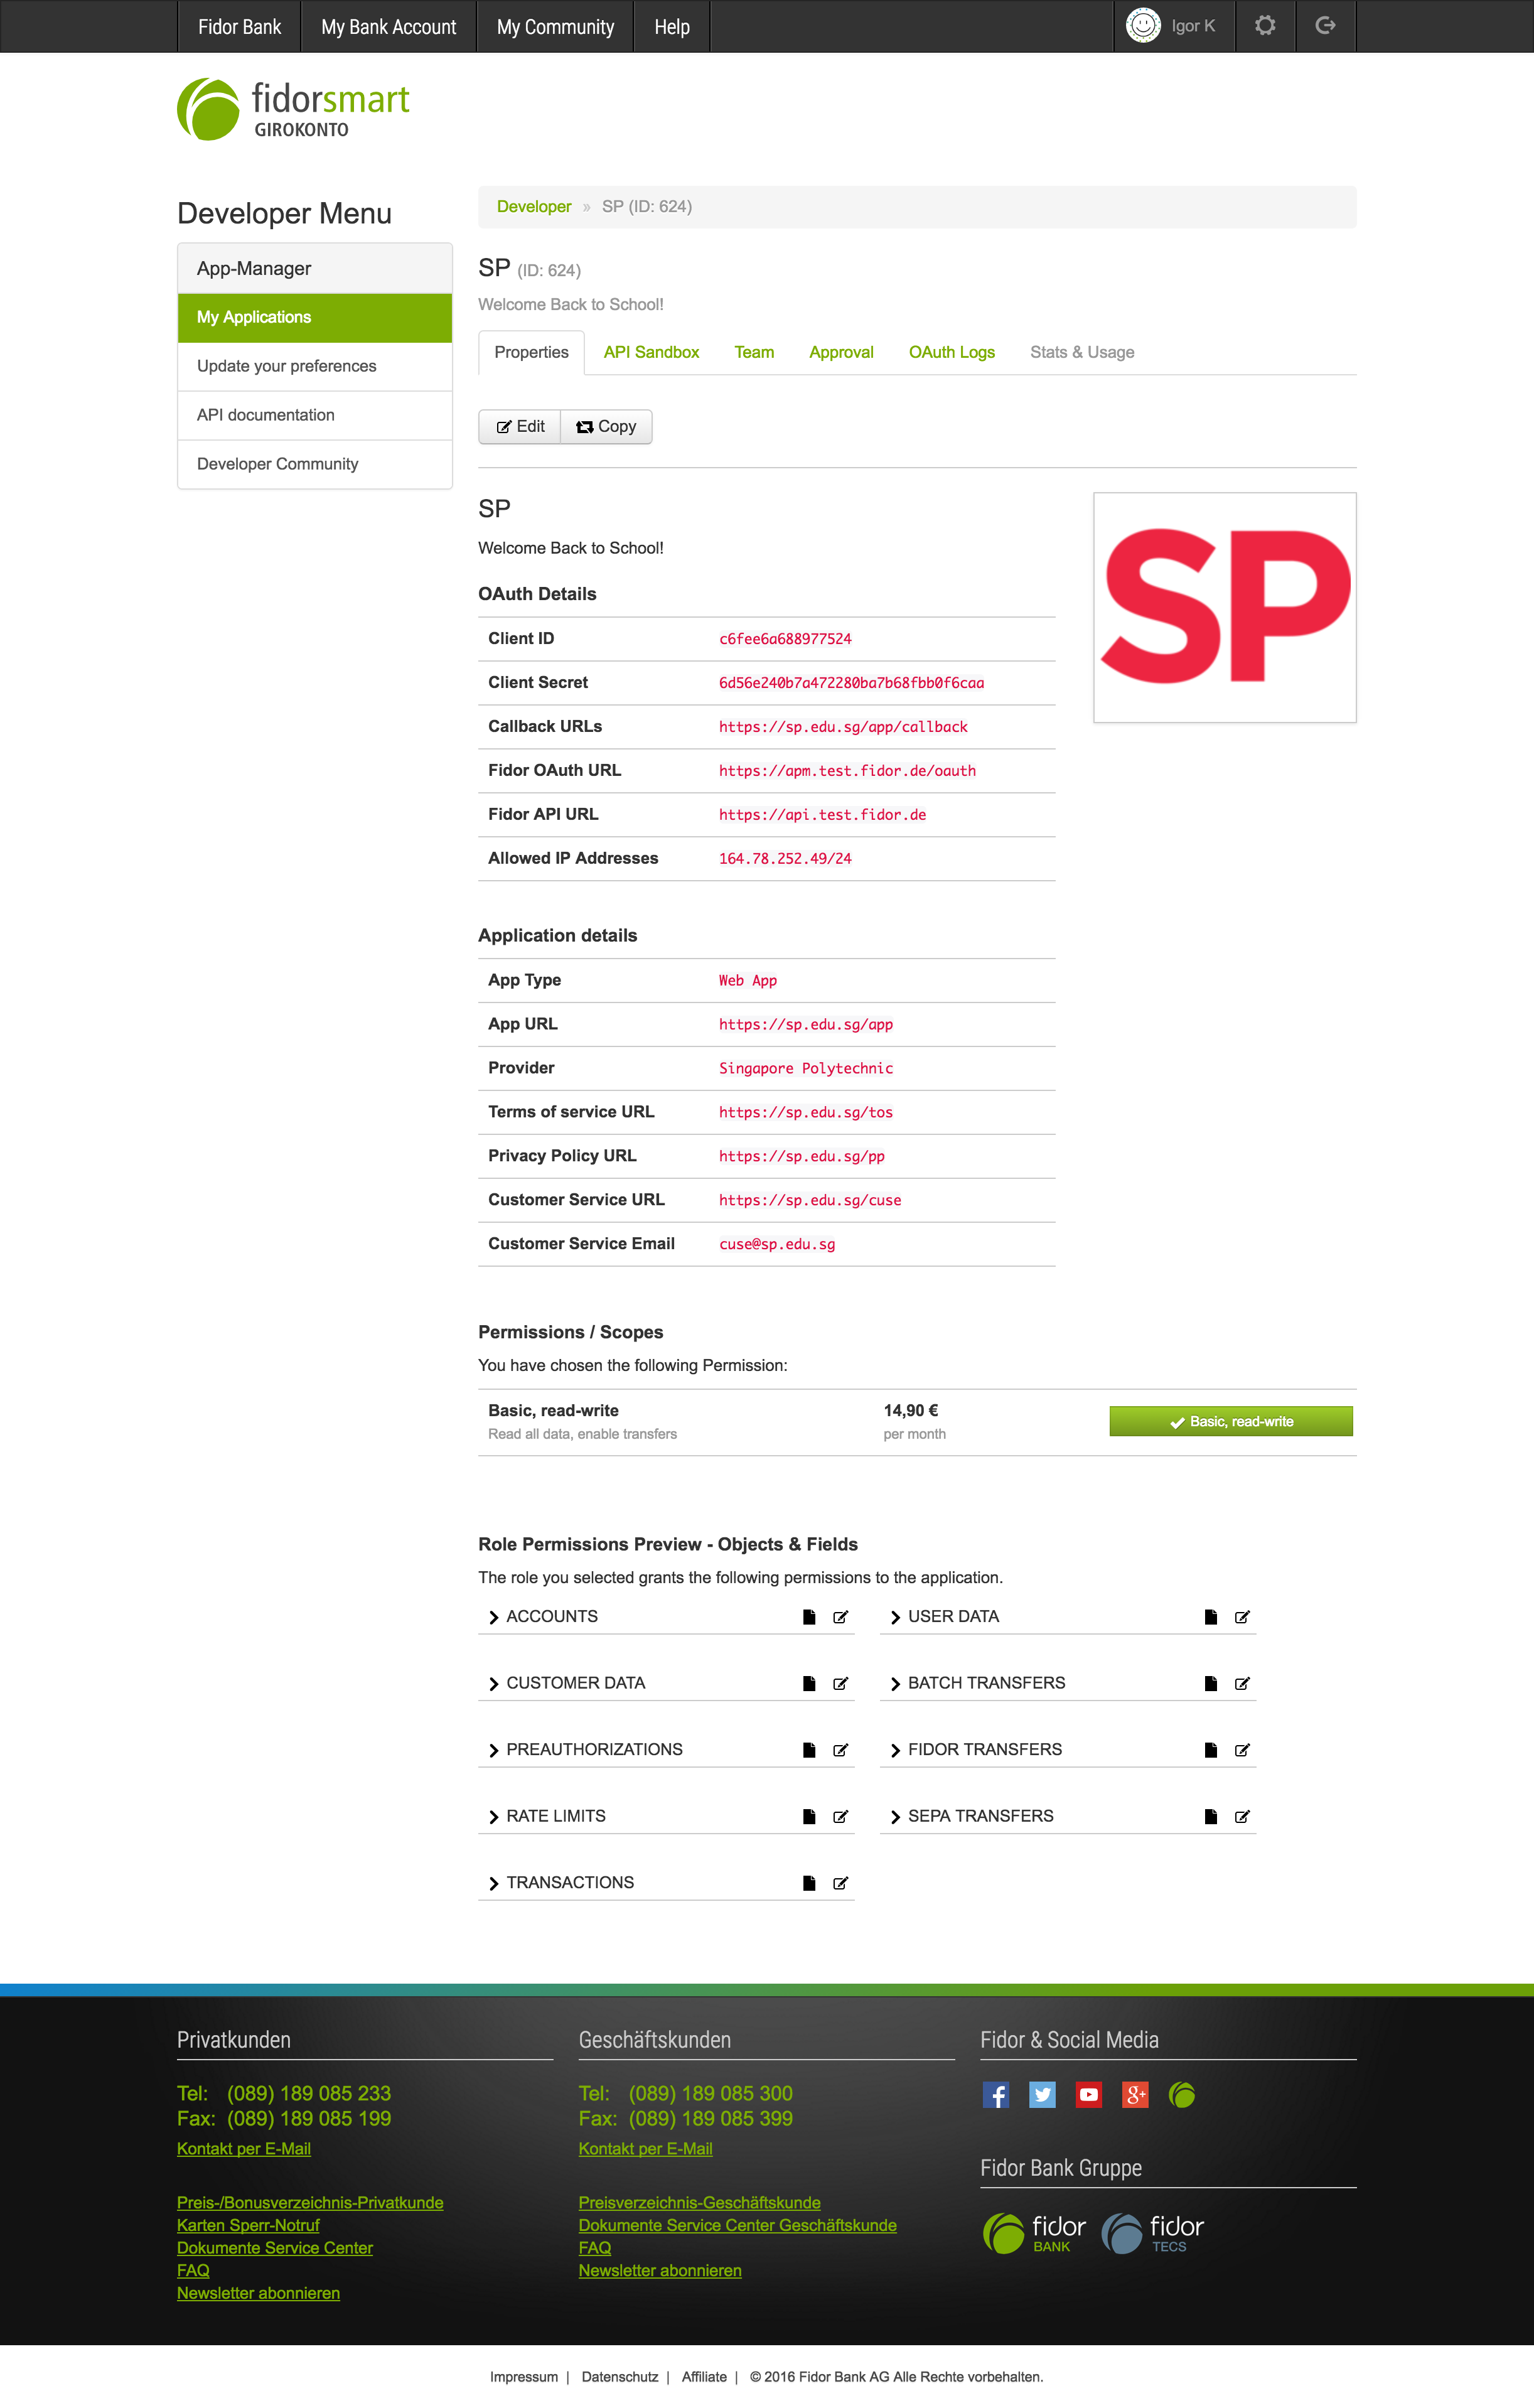 Fidor Bank My Bank Account My Community Help Igor K
fidorsmart
GIROKONTO
Developer Menu
App-Manager
My Applications
Update your preferences
API documentation
Developer Community
Developer » SP (ID: 624)
SP (ID: 624)
Welcome Back to School!
Properties API Sandbox Team Approval OAuth Logs Stats & Usage
Edit Copy
SP
Welcome Back to School!
SP
OAuth Details
Client ID c6fee6a688977524
Client Secret 6d56e240b7a472280ba7b68fbb0f6caa
Callback URLs https://sp.edu.sg/app/callback
Fidor OAuth URL https://apm.test.fidor.de/oauth
Fidor API URL https://api.test.fidor.de
Allowed IP Addresses 164.78.252.49/24
Application details
App Type Web App
App URL https://sp.edu.sg/app
Provider Singapore Polytechnic
Terms of service URL https://sp.edu.sg/tos
Privacy Policy URL https://sp.edu.sg/pp
Customer Service URL https://sp.edu.sg/cuse
Customer Service Email cuse@sp.edu.sg
Permissions / Scopes
You have chosen the following Permission:
Basic, read-write 14,90 € Basic, read-write
Read all data, enable transfers per month
Role Permissions Preview - Objects & Fields
The role you selected grants the following permissions to the application.
ACCOUNTS USER DATA
CUSTOMER DATA BATCH TRANSFERS
PREAUTHORIZATIONS FIDOR TRANSFERS
RATE LIMITS SEPA TRANSFERS
TRANSACTIONS
Privatkunden
Tel: (089) 189 085 233
Fax: (089) 189 085 199
Kontakt per E-Mail
Preis-/Bonusverzeichnis-Privatkunde
Karten Sperr-Notruf
Dokumente Service Center
FAQ
Newsletter abonnieren
Geschäftskunden
Tel: (089) 189 085 300
Fax: (089) 189 085 399
Kontakt per E-Mail
Preisverzeichnis-Geschäftskunde
Dokumente Service Center Geschäftskunde
FAQ
Newsletter abonnieren
Fidor & Social Media
f g+
Fidor Bank Gruppe
fidor BANK fidor TECS
Impressum | Datenschutz | Affiliate | © 2016 Fidor Bank AG Alle Rechte vorbehalten.